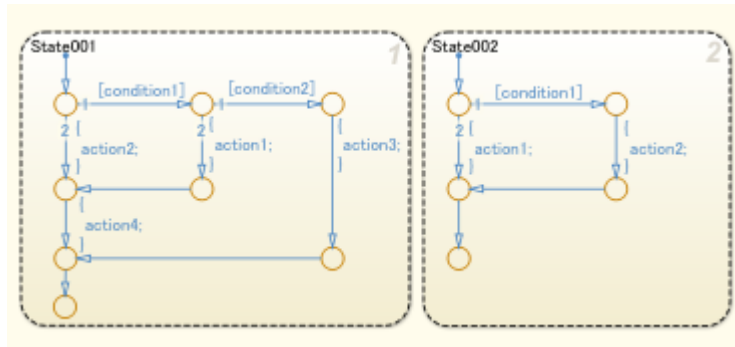 State001
1
[condition1]
[condition2]
2
{
action2;
}
2
{
action1;
}
{
action3;
}
{
action4;
}
State002
2
[condition1]
2
{
action1;
}
{
action2;
}